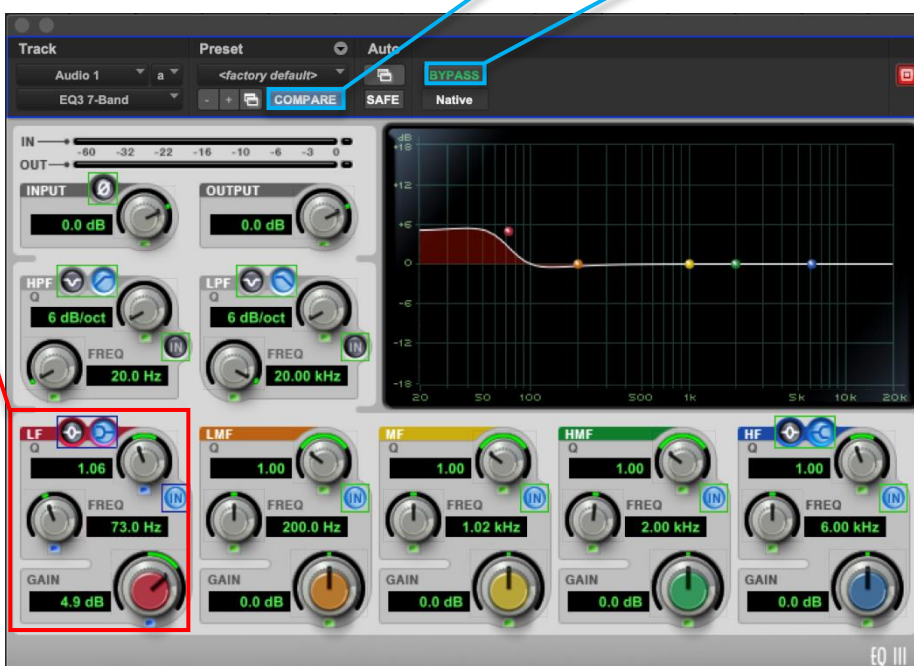 Track Preset Auto
Audio 1 a <factory default> BYPASS
EQ3 7-Band - + COMPARE SAFE Native
IN -60 -32 -22 -16 -10 -6 -3 0
OUT
INPUT Ø OUTPUT
0.0 dB 0.0 dB
HPF LPF
Q Q
6 dB/oct 6 dB/oct
IN IN
FREQ FREQ
20.0 Hz 20.00 kHz
dB
+18
+12
+6
0
-6
-12
-18
20 50 100 500 1k 5k 10k 20k
LF LMF MF HMF HF
Q Q Q Q Q
1.06 1.00 1.00 1.00 1.00
IN IN IN IN IN
FREQ FREQ FREQ FREQ FREQ
73.0 Hz 200.0 Hz 1.02 kHz 2.00 kHz 6.00 kHz
GAIN GAIN GAIN GAIN GAIN
4.9 dB 0.0 dB 0.0 dB 0.0 dB 0.0 dB
EQ III